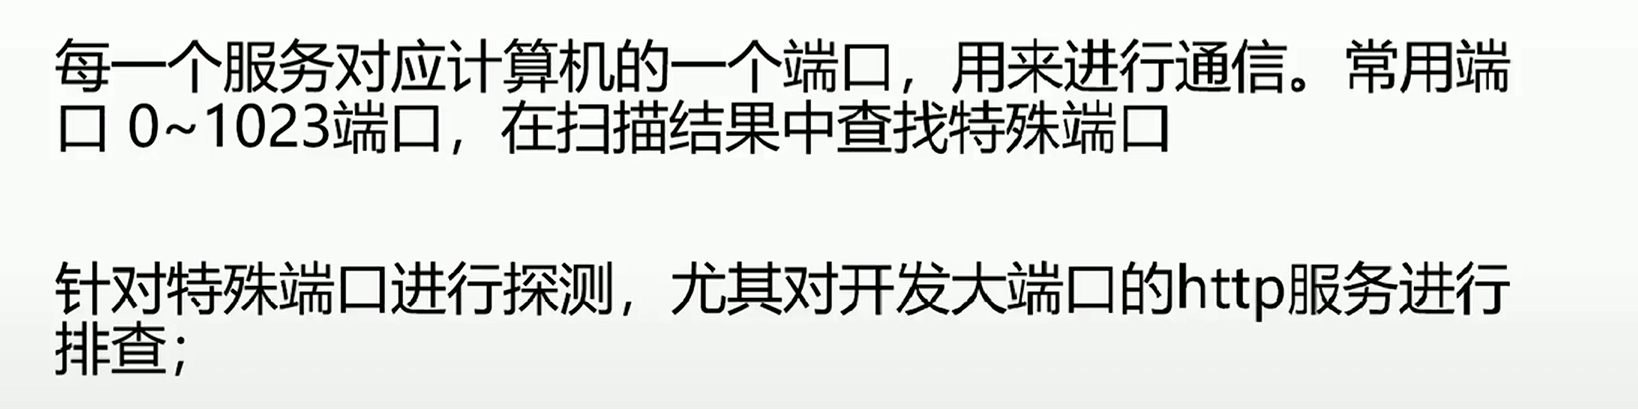 每一个服务对应计算机的一个端口，用来进行通信。常用端
口 0~1023端口，在扫描结果中查找特殊端口
针对特殊端口进行探测，尤其对开发大端口的http服务进行
排查；